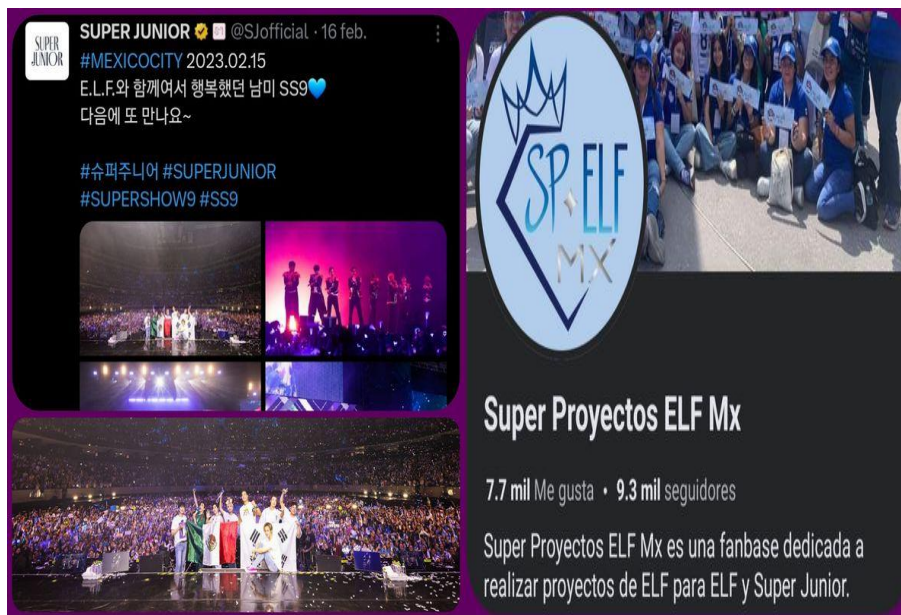 SUPER JUNIOR
SUPER JUNIOR @SJofficial · 16 feb.
#MEXICOCITY 2023.02.15
E.L.F.와 함께여서 행복했던 남미 SS9💙
다음에 또 만나요~
#슈퍼주니어 #SUPERJUNIOR
#SUPERSHOW9 #SS9
SP ELF
MX
Super Proyectos ELF Mx
7.7 mil Me gusta • 9.3 mil seguidores
Super Proyectos ELF Mx es una fanbase dedicada a
realizar proyectos de ELF para ELF y Super Junior.